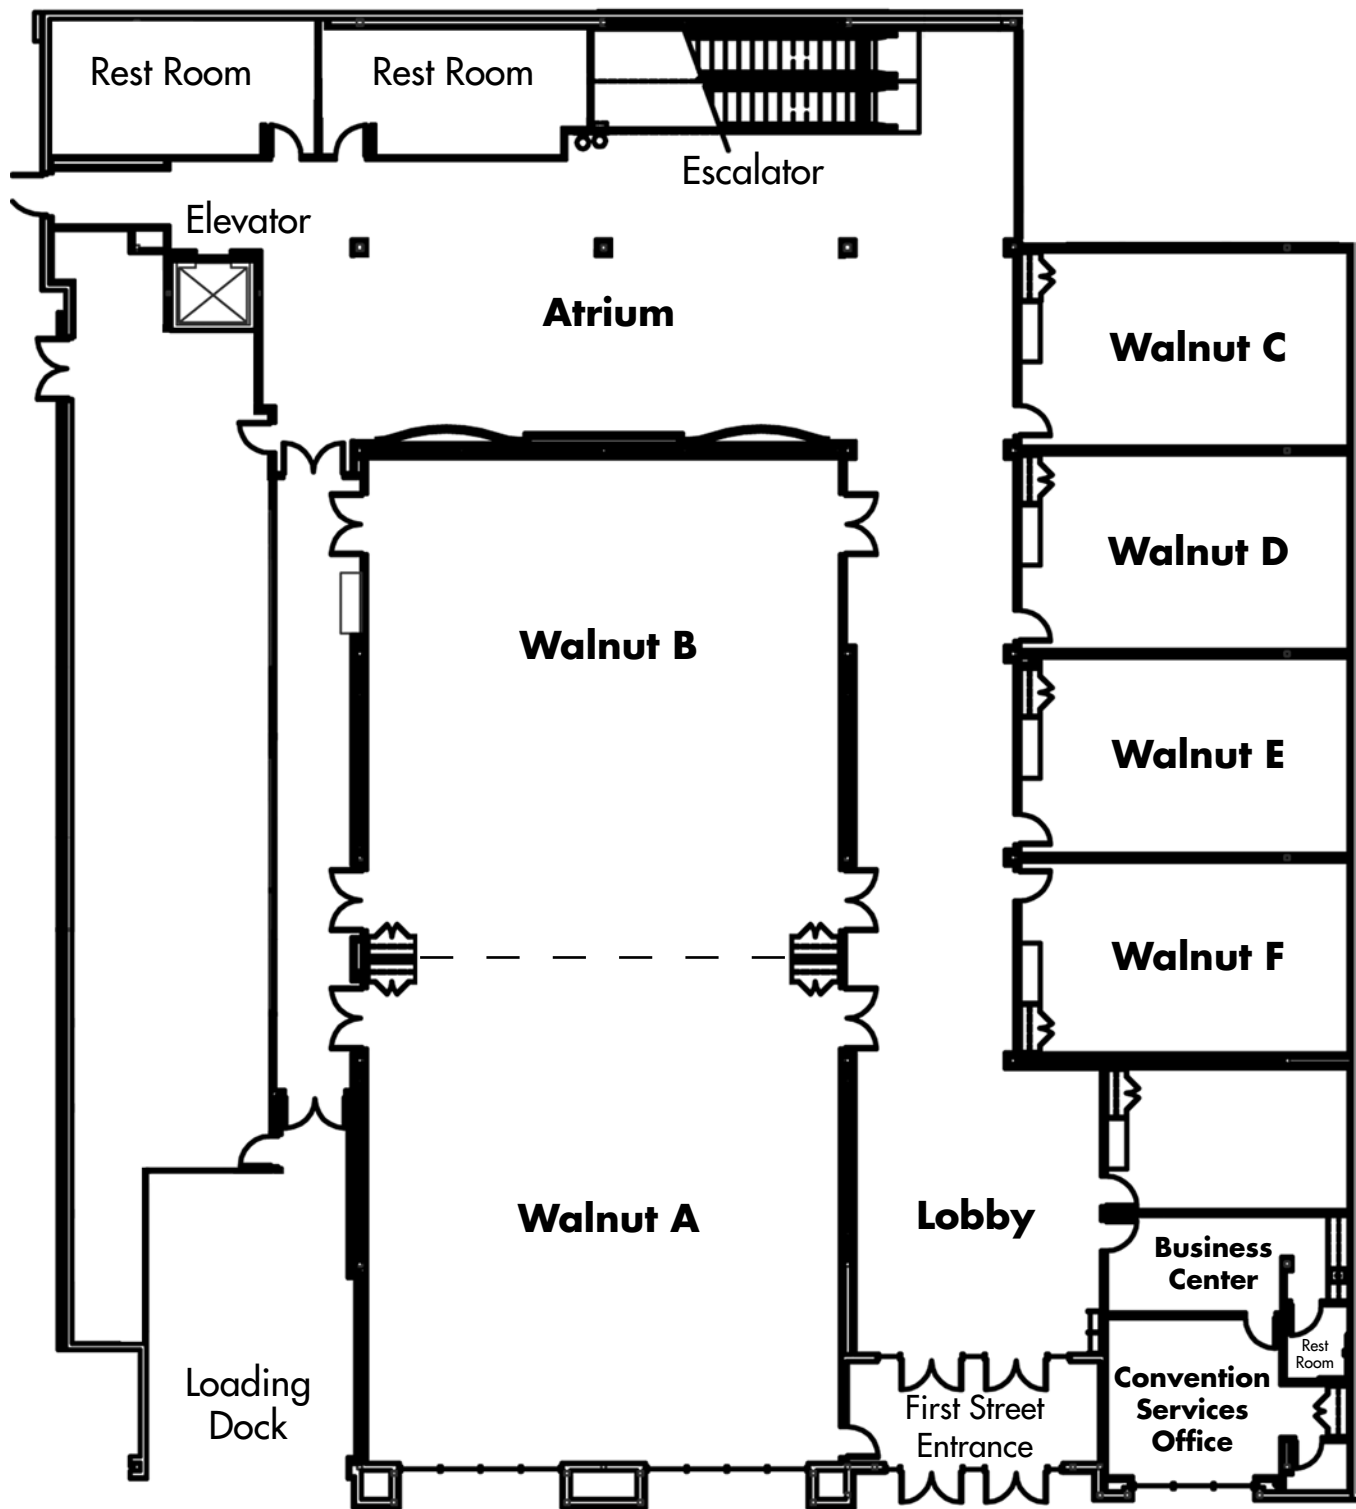 Rest Room
Rest Room
Escalator
Elevator
Atrium
Walnut C
Walnut D
Walnut B
Walnut E
Walnut F
Walnut A
Lobby
Business
Center
Rest
Room
Loading
Dock
First Street
Entrance
Convention
Services
Office